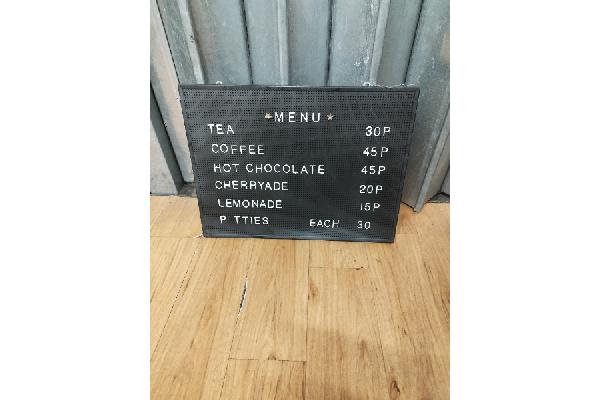 *MENU*
TEA 30P
COFFEE 45P
HOT CHOCOLATE 45P
CHERRYADE 20P
LEMONADE 15P
P TTIES EACH 30